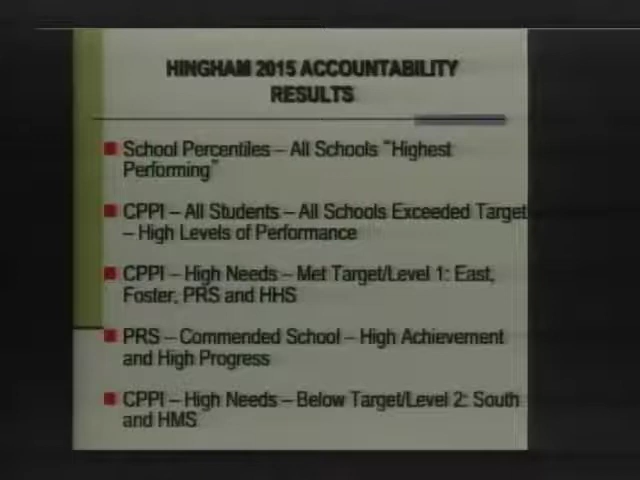 HINGHAM 2015 ACCOUNTABILITY
RESULTS
School Percentiles – All Schools "Highest
Performing"
CPPI – All Students – All Schools Exceeded Target
– High Levels of Performance
CPPI – High Needs – Met Target/Level 1: East,
Foster, PRS and HHS
PRS – Commended School – High Achievement
and High Progress
CPPI – High Needs – Below Target/Level 2: South
and HMS